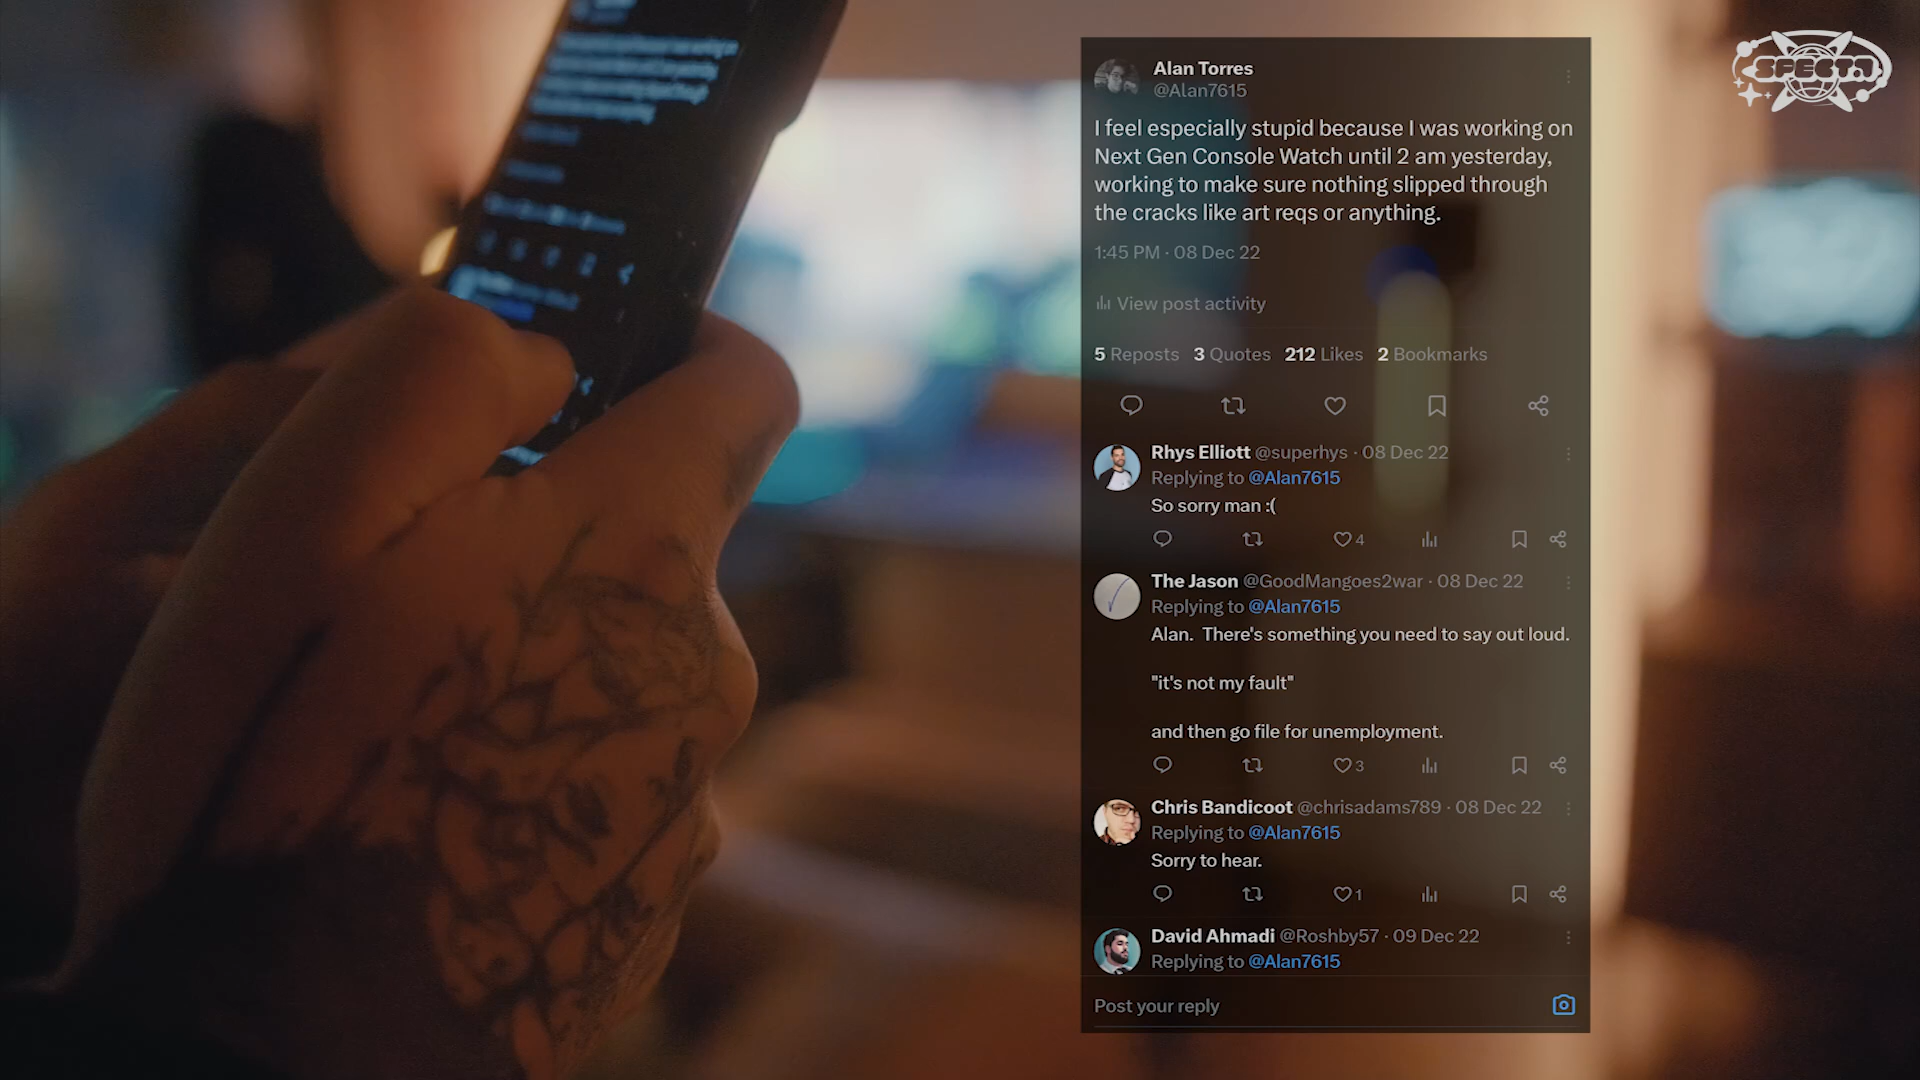 SPECTJ
Alan Torres
@Alan7615
I feel especially stupid because I was working on
Next Gen Console Watch until 2 am yesterday,
working to make sure nothing slipped through
the cracks like art reqs or anything.
1:45 PM · 08 Dec 22
View post activity
5 Reposts 3 Quotes 212 Likes 2 Bookmarks
Rhys Elliott @superhys · 08 Dec 22
Replying to @Alan7615
So sorry man :(
4
The Jason @GoodMangoes2war · 08 Dec 22
Replying to @Alan7615
Alan. There's something you need to say out loud.
"it's not my fault"
and then go file for unemployment.
3
Chris Bandicoot @chrisadams789 · 08 Dec 22
Replying to @Alan7615
Sorry to hear.
1
David Ahmadi @Roshby57 · 09 Dec 22
Replying to @Alan7615
Post your reply